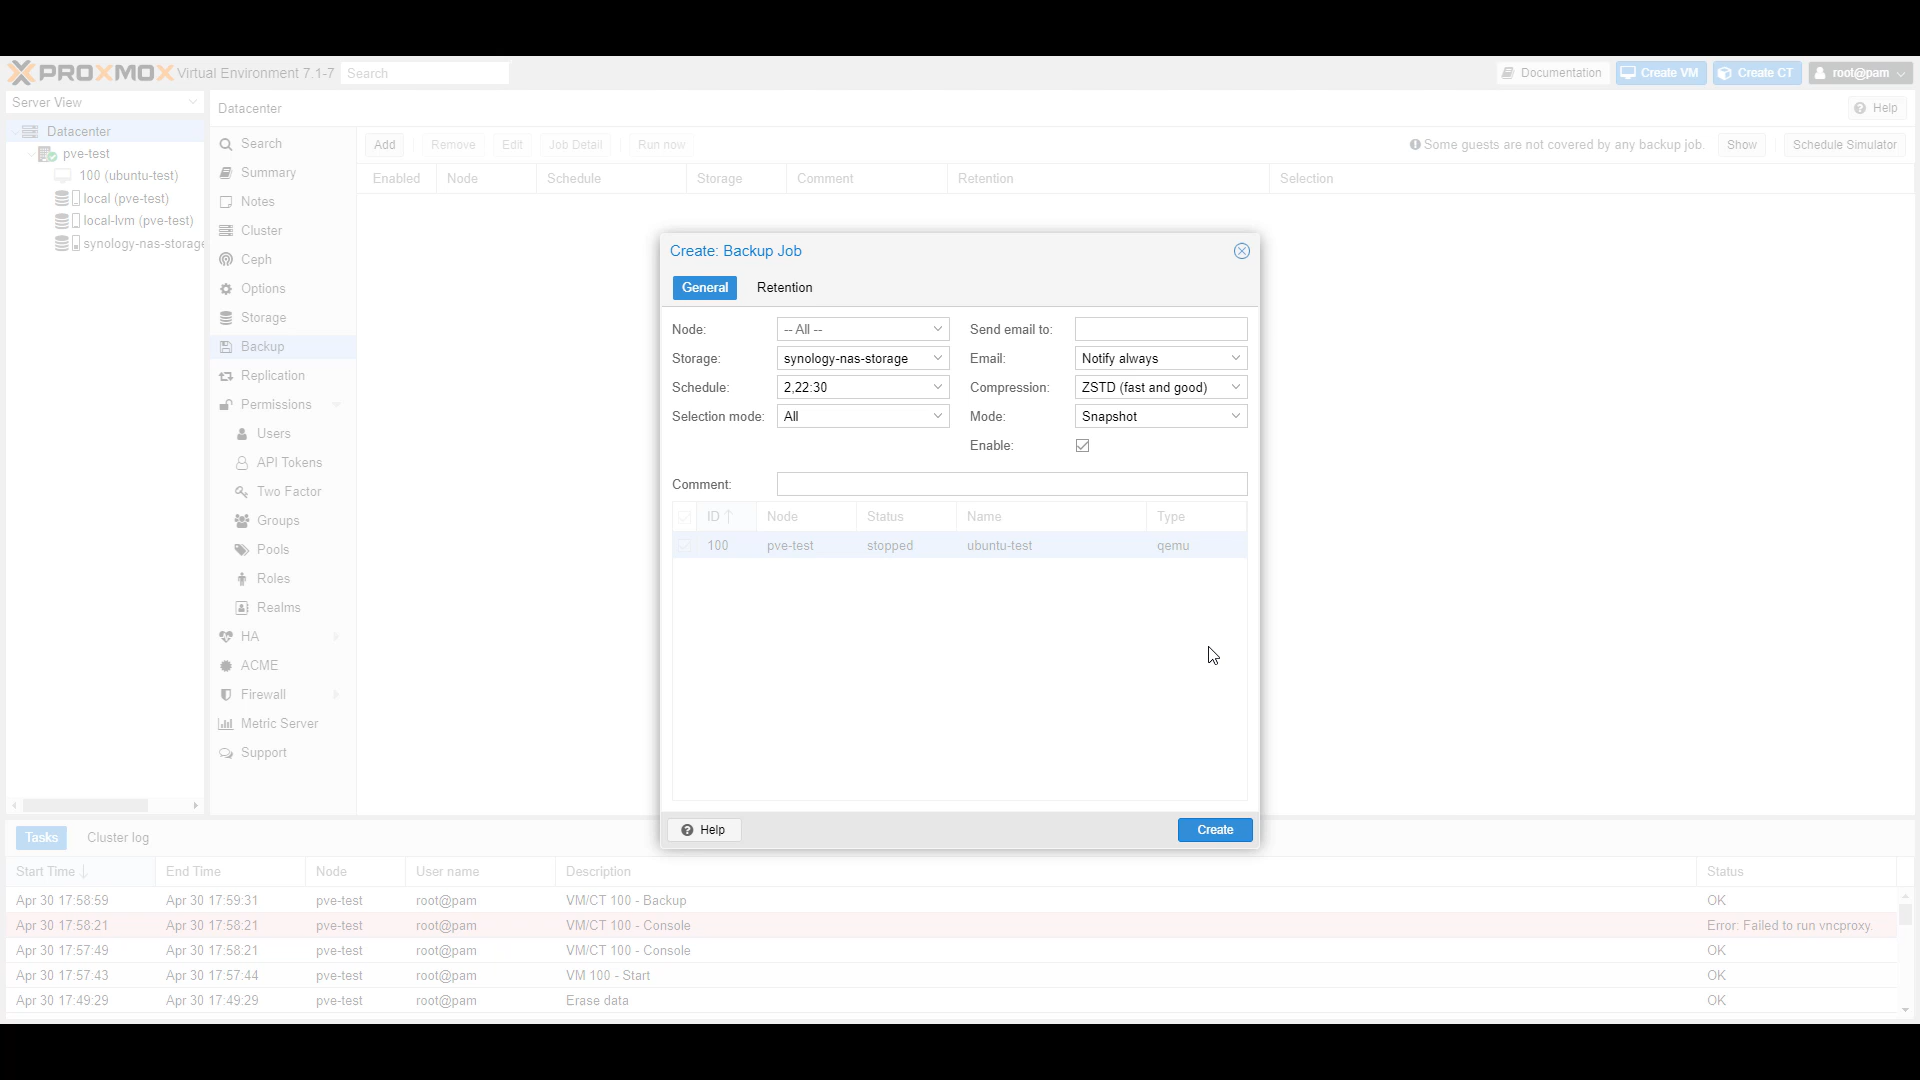 PROXMOX Virtual Environment 7.1-7 Search Documentation Create VM Create CT root@pam
Server View
Datacenter
pve-test
100 (ubuntu-test)
local (pve-test)
local-lvm (pve-test)
synology-nas-storage
Datacenter Help
Search
Summary
Notes
Cluster
Ceph
Options
Storage
Backup
Replication
Permissions
Users
API Tokens
Two Factor
Groups
Pools
Roles
Realms
HA
ACME
Firewall
Metric Server
Support
Add Remove Edit Job Detail Run now Some guests are not covered by any backup job. Show Schedule Simulator
Enabled Node Schedule Storage Comment Retention Selection
Create: Backup Job
General Retention
Node: -- All -- Send email to:
Storage: synology-nas-storage Email: Notify always
Schedule: 2,22:30 Compression: ZSTD (fast and good)
Selection mode: All Mode: Snapshot
Enable:
Comment:
ID Node Status Name Type
100 pve-test stopped ubuntu-test qemu
Help Create
Tasks Cluster log
Start Time End Time Node User name Description Status
Apr 30 17:58:59 Apr 30 17:59:31 pve-test root@pam VM/CT 100 - Backup OK
Apr 30 17:58:21 Apr 30 17:58:21 pve-test root@pam VM/CT 100 - Console Error: Failed to run vncproxy.
Apr 30 17:57:49 Apr 30 17:58:21 pve-test root@pam VM/CT 100 - Console OK
Apr 30 17:57:43 Apr 30 17:57:44 pve-test root@pam VM 100 - Start OK
Apr 30 17:49:29 Apr 30 17:49:29 pve-test root@pam Erase data OK